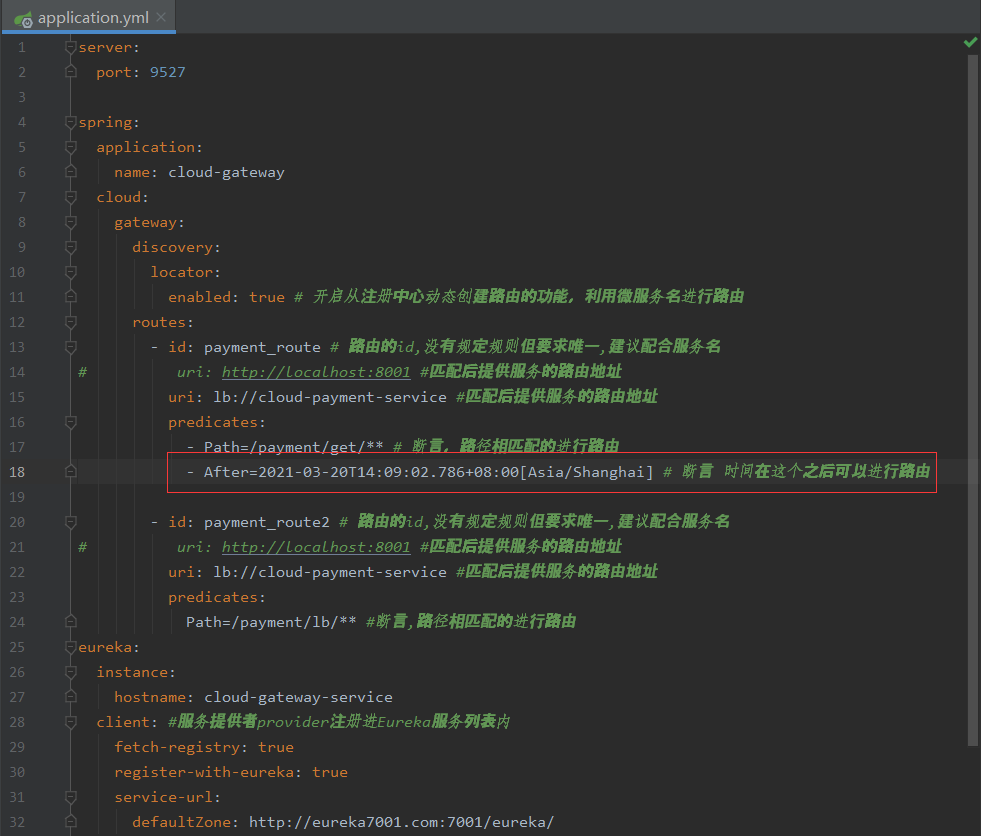 application.yml
1 server:
2 port: 9527
3
4 spring:
5 application:
6 name: cloud-gateway
7 cloud:
8 gateway:
9 discovery:
10 locator:
11 enabled: true # 开启从注册中心动态创建路由的功能，利用微服务名进行路由
12 routes:
13 - id: payment_route # 路由的id,没有规定规则但要求唯一,建议配合服务名
14 # uri: http://localhost:8001 #匹配后提供服务的路由地址
15 uri: lb://cloud-payment-service #匹配后提供服务的路由地址
16 predicates:
17 - Path=/payment/get/** # 断言，路径相匹配的进行路由
18 - After=2021-03-20T14:09:02.786+08:00[Asia/Shanghai] # 断言 时间在这个之后可以进行路由
19
20 - id: payment_route2 # 路由的id,没有规定规则但要求唯一,建议配合服务名
21 # uri: http://localhost:8001 #匹配后提供服务的路由地址
22 uri: lb://cloud-payment-service #匹配后提供服务的路由地址
23 predicates:
24 Path=/payment/lb/** #断言,路径相匹配的进行路由
25 eureka:
26 instance:
27 hostname: cloud-gateway-service
28 client: #服务提供者provider注册进Eureka服务列表内
29 fetch-registry: true
30 register-with-eureka: true
31 service-url:
32 defaultZone: http://eureka7001.com:7001/eureka/